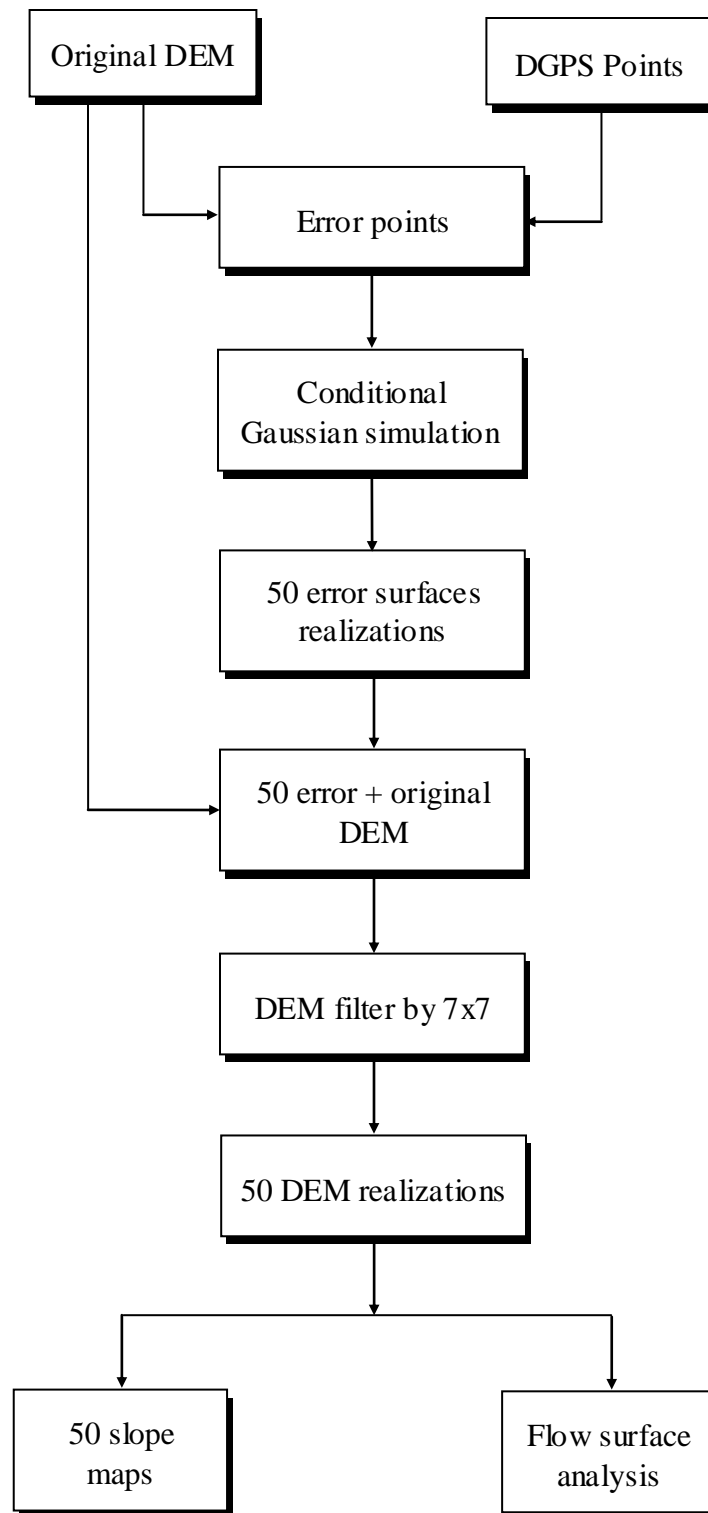 Original DEM
DGPS Points
Error points
Conditional
Gaussian simulation
50 error surfaces
realizations
50 error + original
DEM
DEM filter by 7x7
50 DEM realizations
50 slope
maps
Flow surface
analysis